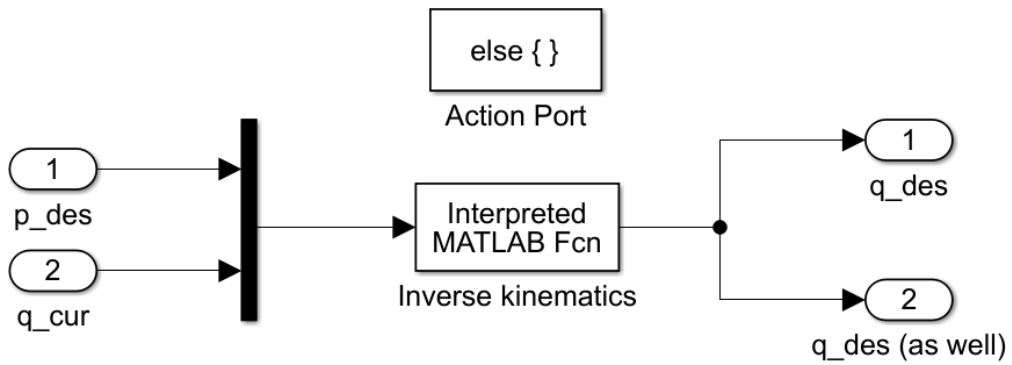 else { }
Action Port
1
p_des
2
q_cur
Interpreted
MATLAB Fcn
Inverse kinematics
1
q_des
2
q_des (as well)